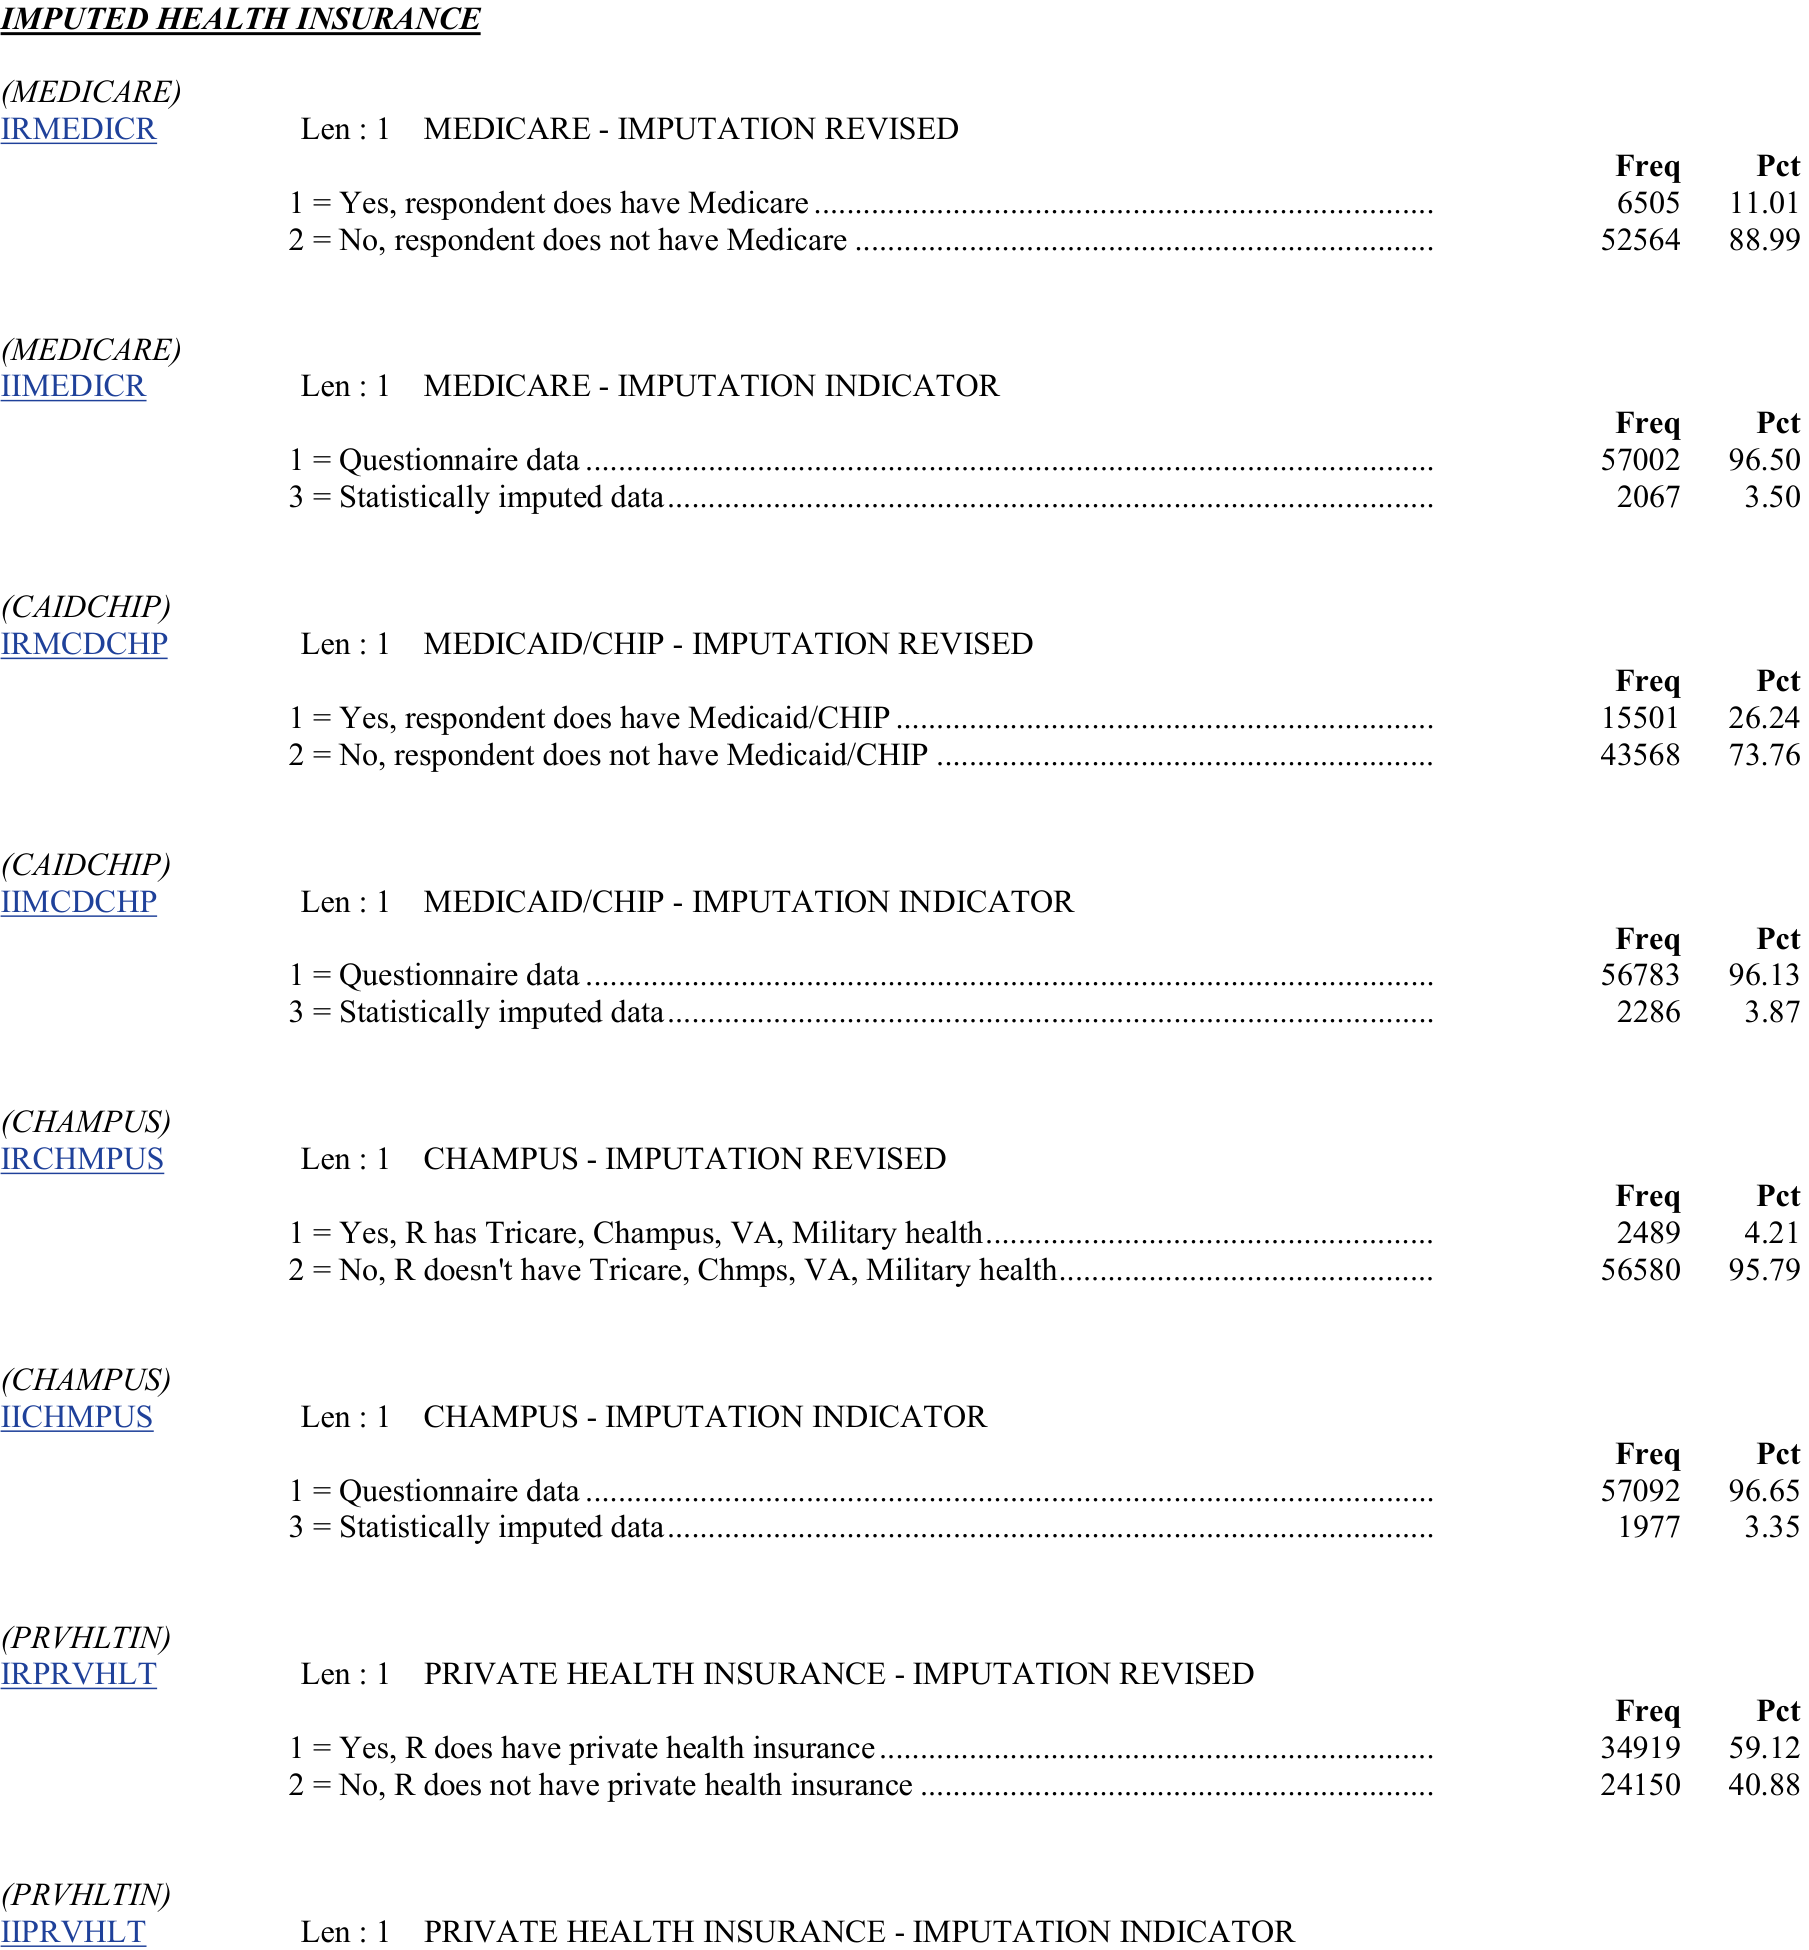 IMPUTED HEALTH INSURANCE
(MEDICARE)
IRMEDICR Len : 1 MEDICARE - IMPUTATION REVISED
Freq Pct
1 = Yes, respondent does have Medicare ............................................................................ 6505 11.01
2 = No, respondent does not have Medicare ....................................................................... 52564 88.99
(MEDICARE)
IIMEDICR Len : 1 MEDICARE - IMPUTATION INDICATOR
Freq Pct
1 = Questionnaire data ........................................................................................................ 57002 96.50
3 = Statistically imputed data.............................................................................................. 2067 3.50
(CAIDCHIP)
IRMCDCHP Len : 1 MEDICAID/CHIP - IMPUTATION REVISED
Freq Pct
1 = Yes, respondent does have Medicaid/CHIP .................................................................. 15501 26.24
2 = No, respondent does not have Medicaid/CHIP ............................................................. 43568 73.76
(CAIDCHIP)
IIMCDCHP Len : 1 MEDICAID/CHIP - IMPUTATION INDICATOR
Freq Pct
1 = Questionnaire data ........................................................................................................ 56783 96.13
3 = Statistically imputed data.............................................................................................. 2286 3.87
(CHAMPUS)
IRCHMPUS Len : 1 CHAMPUS - IMPUTATION REVISED
Freq Pct
1 = Yes, R has Tricare, Champus, VA, Military health....................................................... 2489 4.21
2 = No, R doesn't have Tricare, Chmps, VA, Military health.............................................. 56580 95.79
(CHAMPUS)
IICHMPUS Len : 1 CHAMPUS - IMPUTATION INDICATOR
Freq Pct
1 = Questionnaire data ........................................................................................................ 57092 96.65
3 = Statistically imputed data.............................................................................................. 1977 3.35
(PRVHLTIN)
IRPRVHLT Len : 1 PRIVATE HEALTH INSURANCE - IMPUTATION REVISED
Freq Pct
1 = Yes, R does have private health insurance.................................................................... 34919 59.12
2 = No, R does not have private health insurance ............................................................... 24150 40.88
(PRVHLTIN)
IIPRVHLT Len : 1 PRIVATE HEALTH INSURANCE - IMPUTATION INDICATOR